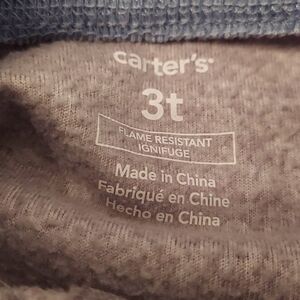 carter's
3t
FLAME RESISTANT
IGNIFUGE
Made in China
Fabriqué en Chine
Hecho en China